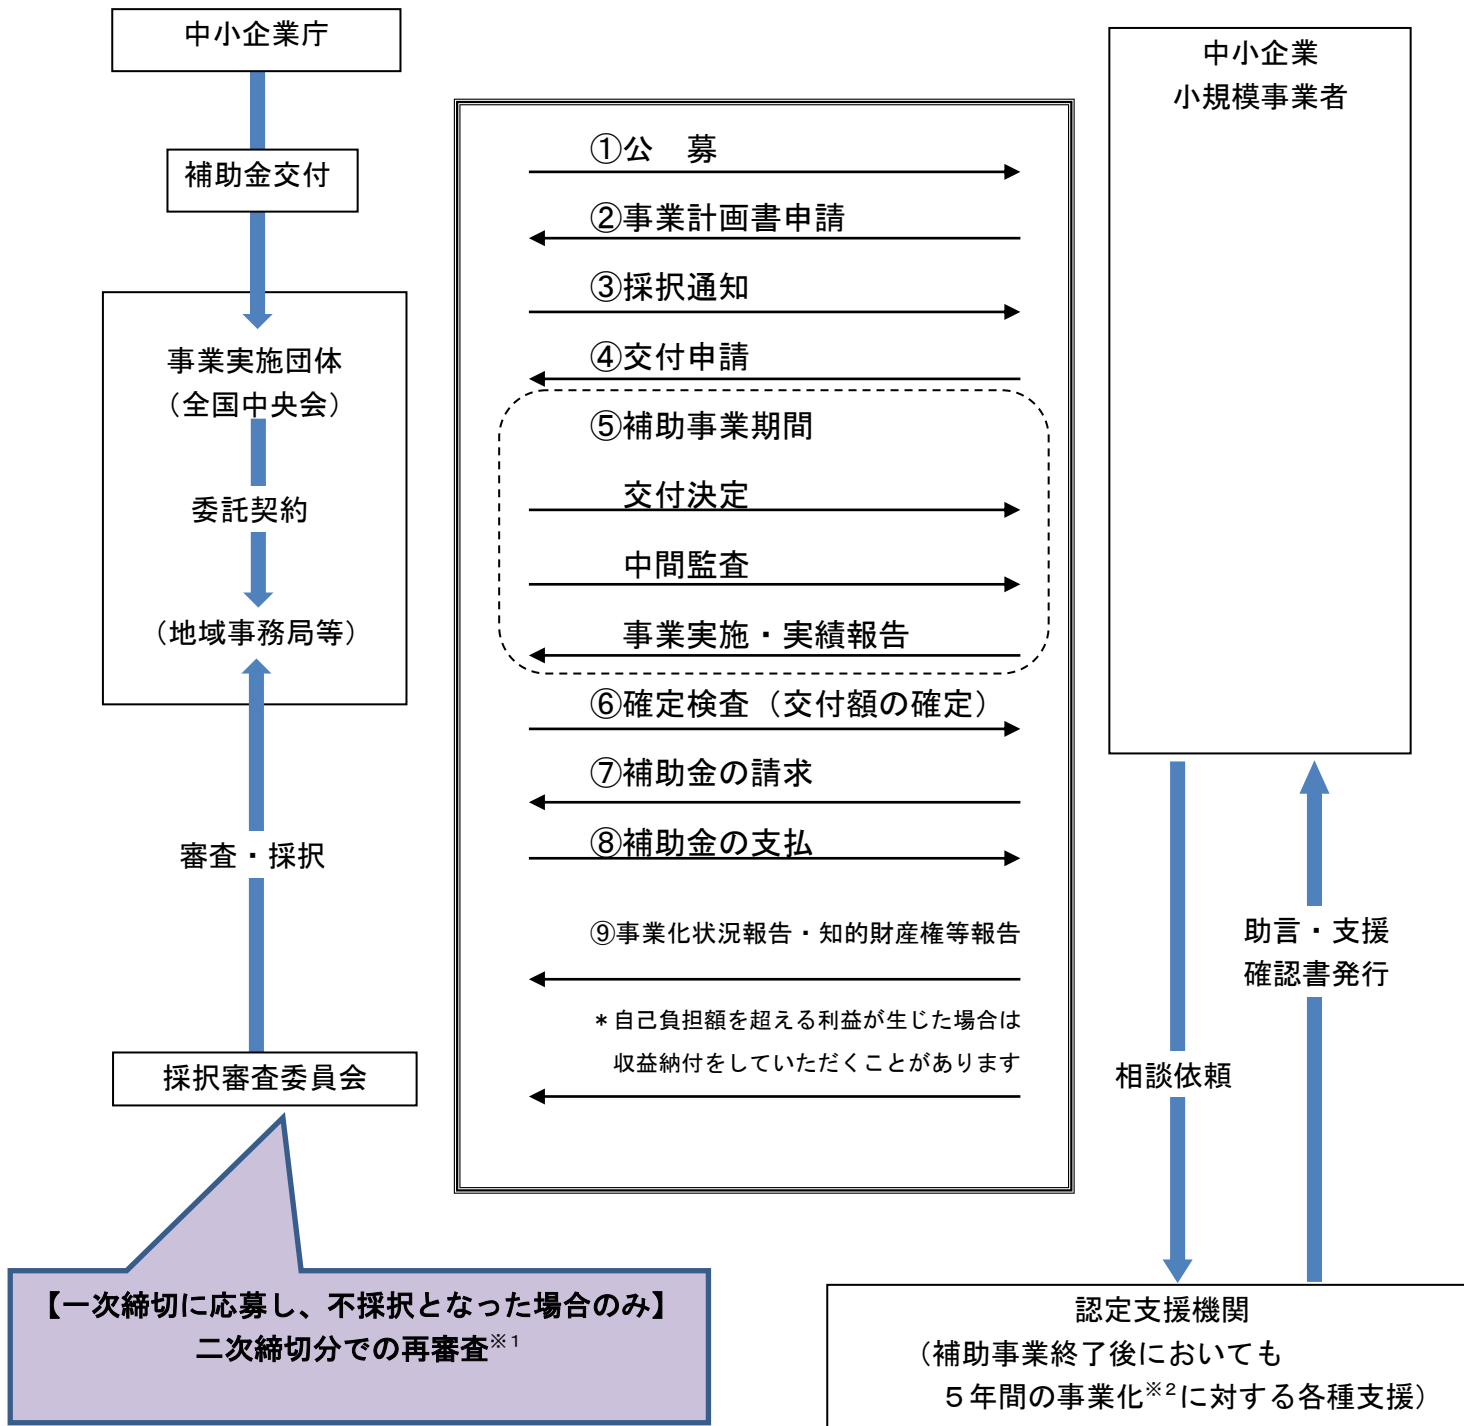 中小企業庁
補助金交付
事業実施団体
（全国中央会）
委託契約
（地域事務局等）
審査・採択
採択審査委員会
【一次締切に応募し、不採択となった場合のみ】
二次締切分での再審査※1
①公　募
②事業計画書申請
③採択通知
④交付申請
⑤補助事業期間
交付決定
中間監査
事業実施・実績報告
⑥確定検査（交付額の確定）
⑦補助金の請求
⑧補助金の支払
⑨事業化状況報告・知的財産権等報告
＊自己負担額を超える利益が生じた場合は
収益納付をしていただくことがあります
中小企業
小規模事業者
助言・支援
確認書発行
相談依頼
認定支援機関
（補助事業終了後においても
５年間の事業化※2に対する各種支援）